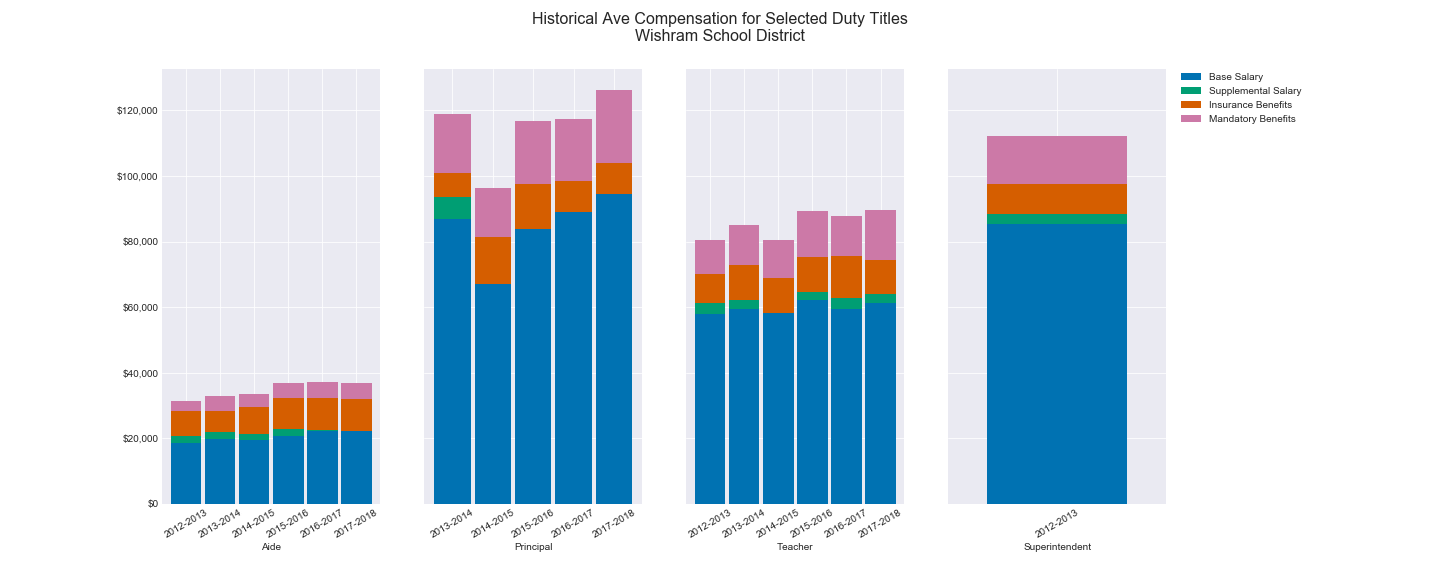 Historical Ave Compensation for Selected Duty Titles
Wishram School District
Base Salary
Supplemental Salary
Insurance Benefits
Mandatory Benefits
$120,000
$100,000
$80,000
$60,000
$40,000
$20,000
$0
2012-2013
2013-2014
2014-2015
2015-2016
2016-2017
2017-2018
Aide
2013-2014
2014-2015
2015-2016
2016-2017
2017-2018
Principal
2012-2013
2013-2014
2014-2015
2015-2016
2016-2017
2017-2018
Teacher
2012-2013
Superintendent